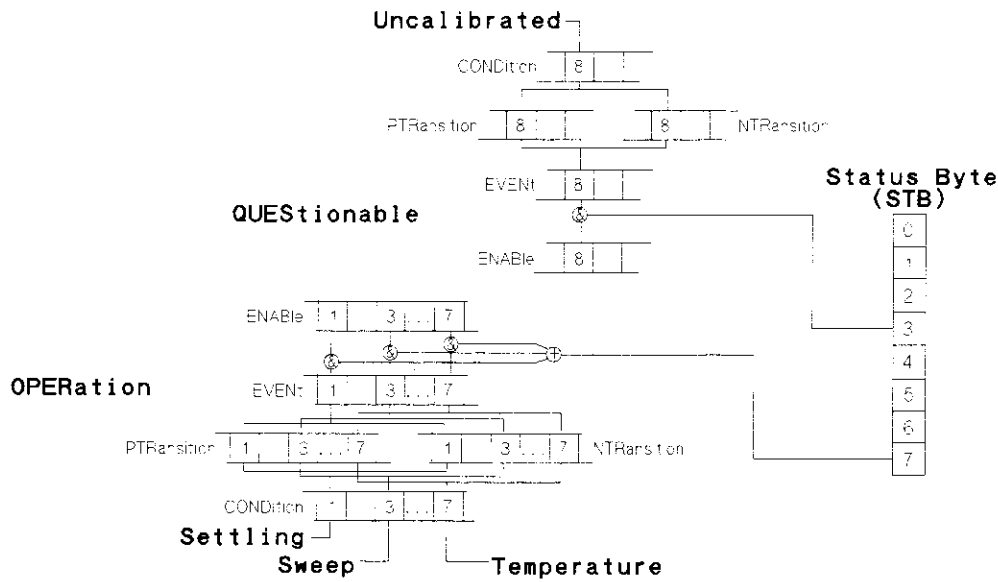 Uncalibrated
CONDition 8
PTRansition 8 8 NTRansition
EVENt 8
Status Byte
(STB)
QUEStionable
0
ENABle 8
1
2
3
4
5
6
7
ENABle 1 3 ... 7
& & & +
&
OPERation
EVENt 1 3 ... 7
PTRansition 1 3 ... 7 1 3 ... 7 NTRansition
CONDition 1 3 ... 7
Settling
Sweep
Temperature